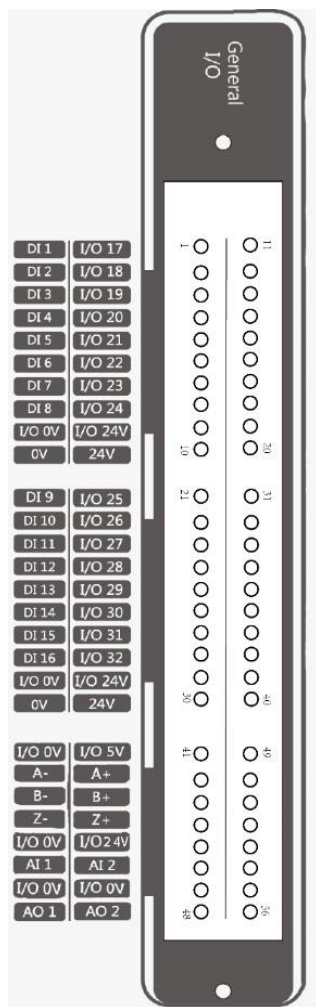 General
I/O
DI 1 I/O 17 1 11
DI 2 I/O 18
DI 3 I/O 19
DI 4 I/O 20
DI 5 I/O 21
DI 6 I/O 22
DI 7 I/O 23
DI 8 I/O 24
I/O 0V I/O 24V
0V 24V 10 20
DI 9 I/O 25 21 31
DI 10 I/O 26
DI 11 I/O 27
DI 12 I/O 28
DI 13 I/O 29
DI 14 I/O 30
DI 15 I/O 31
DI 16 I/O 32
I/O 0V I/O 24V
0V 24V 30 40
I/O 0V I/O 5V 41 49
A- A+
B- B+
Z- Z+
I/O 0V I/O2 4V
AI 1 AI 2
I/O 0V I/O 0V
AO 1 AO 2 48 56